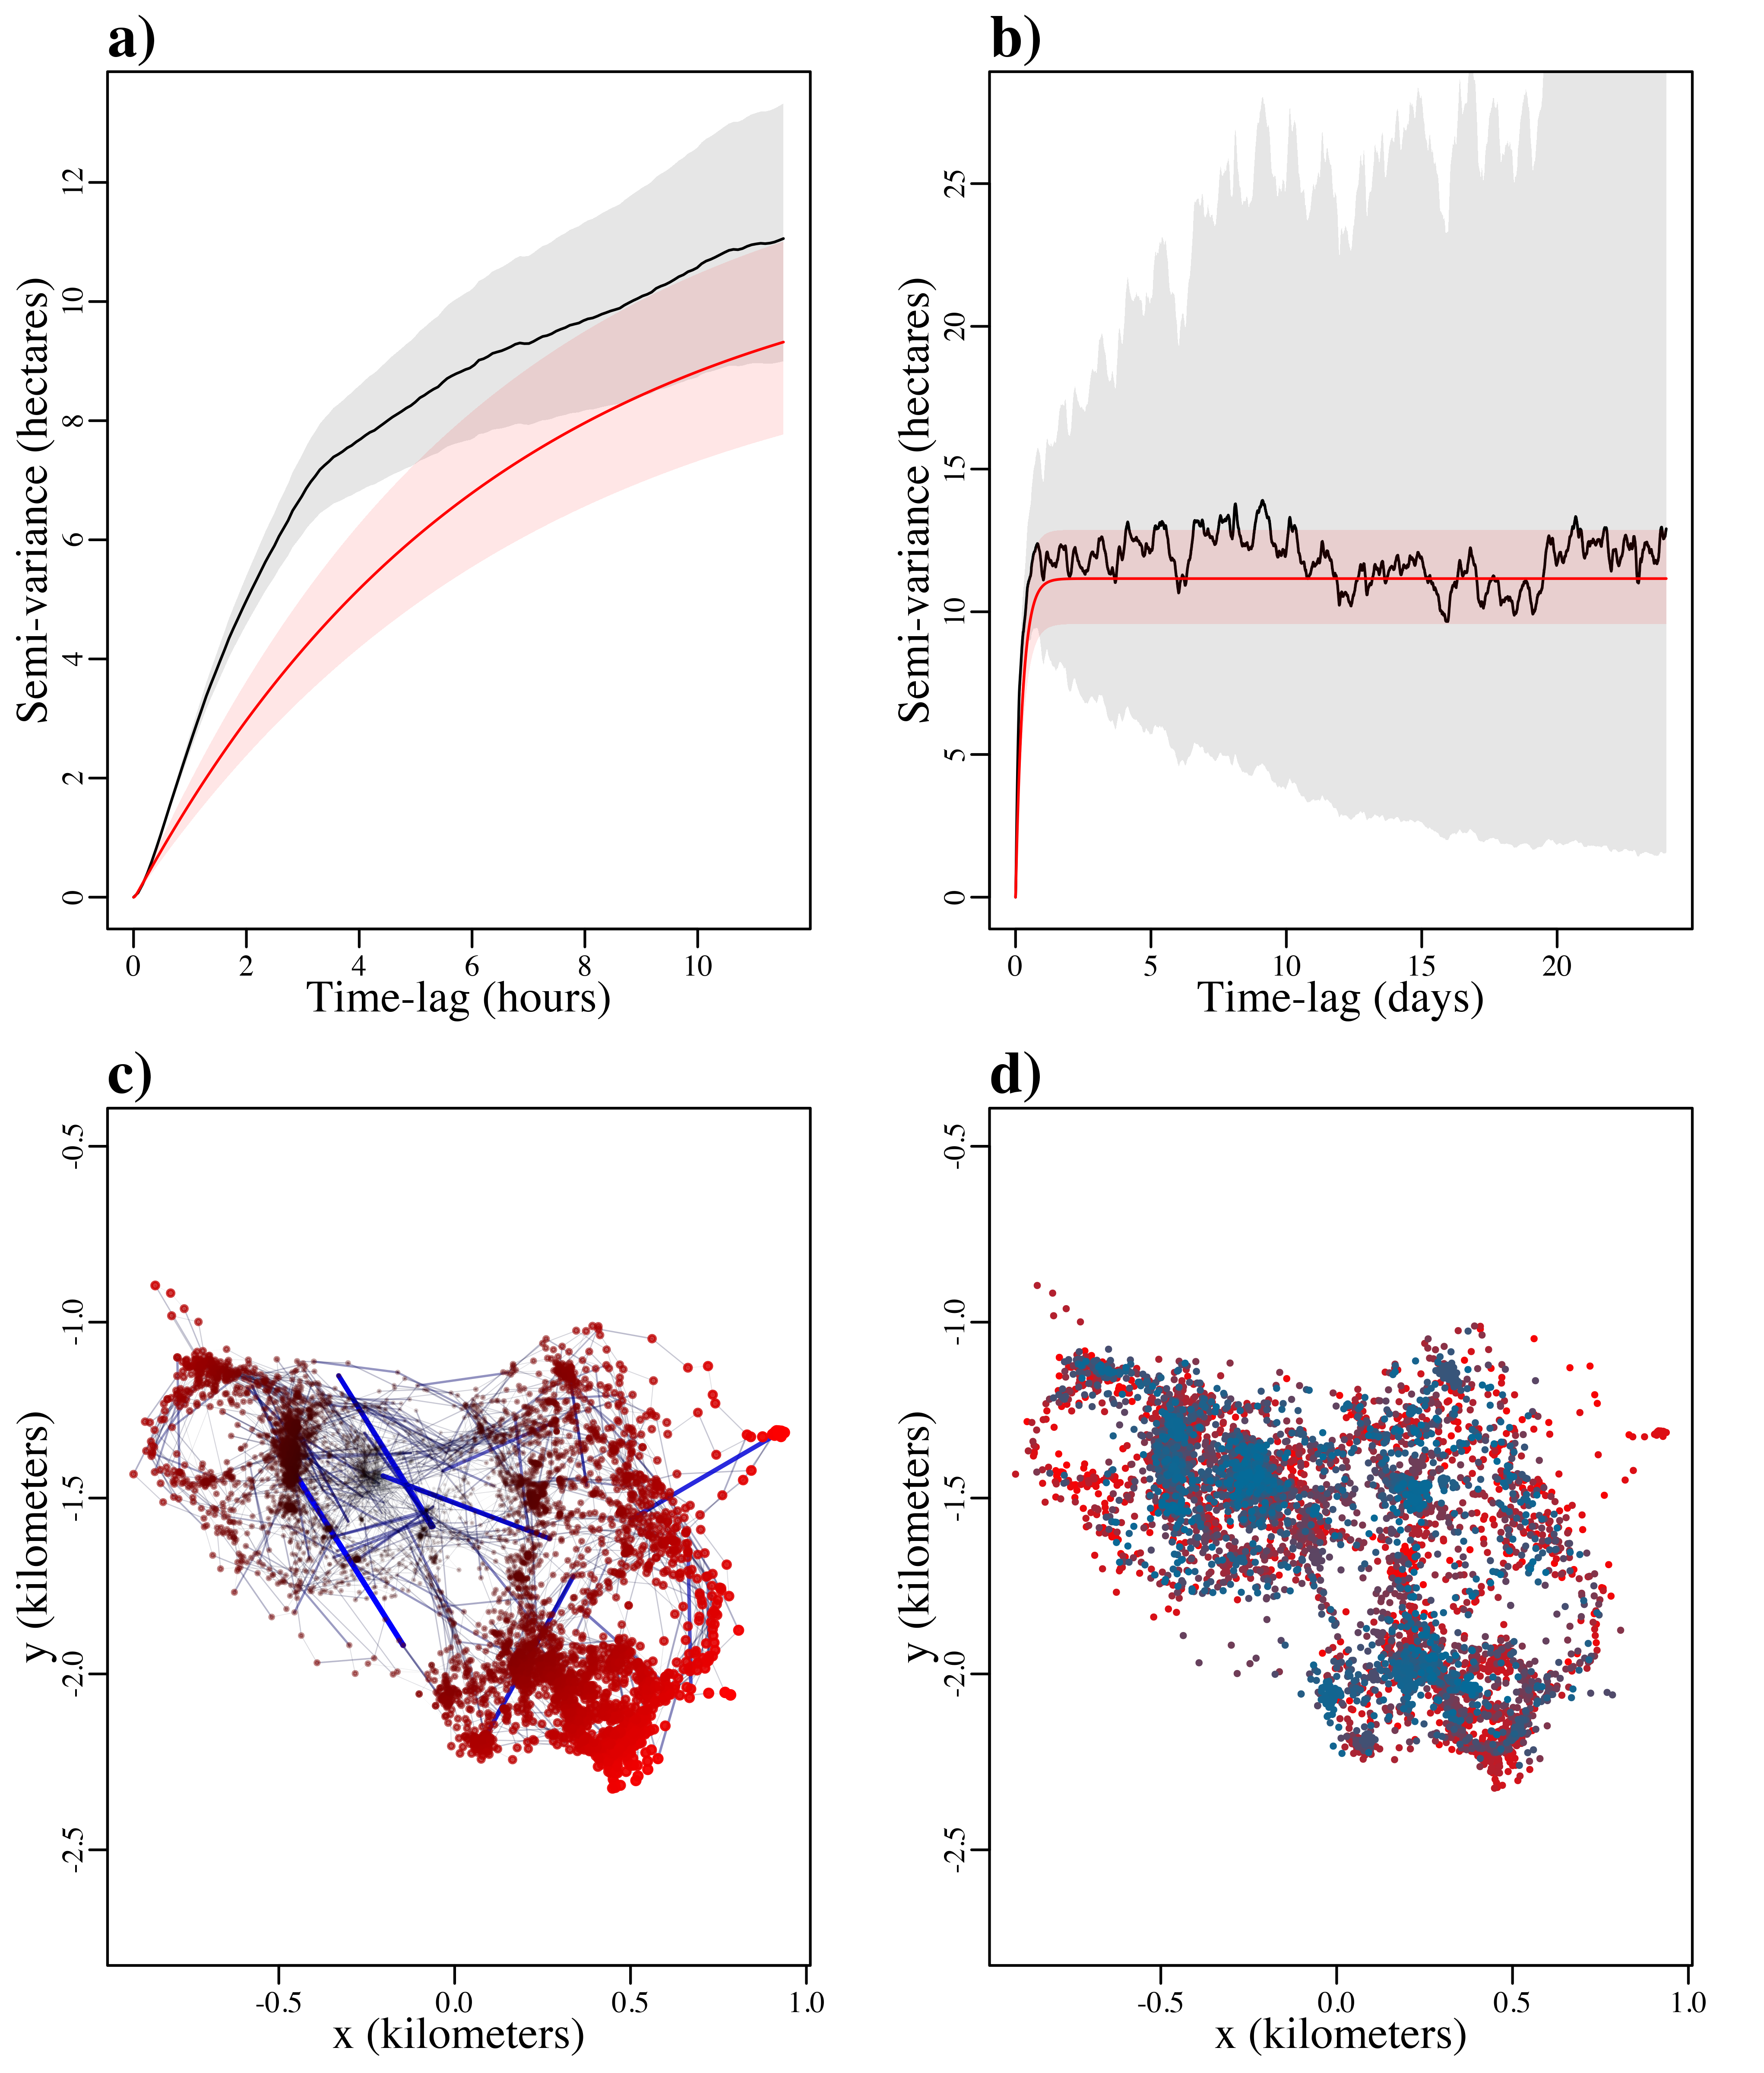 a)
Semi-variance (hectares)
12
10
8
6
4
2
0
0 2 4 6 8 10
Time-lag (hours)
b)
Semi-variance (hectares)
25
20
15
10
5
0
0 5 10 15 20
Time-lag (days)
c)
y (kilometers)
-0.5
-1.0
-1.5
-2.0
-2.5
-0.5 0.0 0.5 1.0
x (kilometers)
d)
y (kilometers)
-0.5
-1.0
-1.5
-2.0
-2.5
-0.5 0.0 0.5 1.0
x (kilometers)